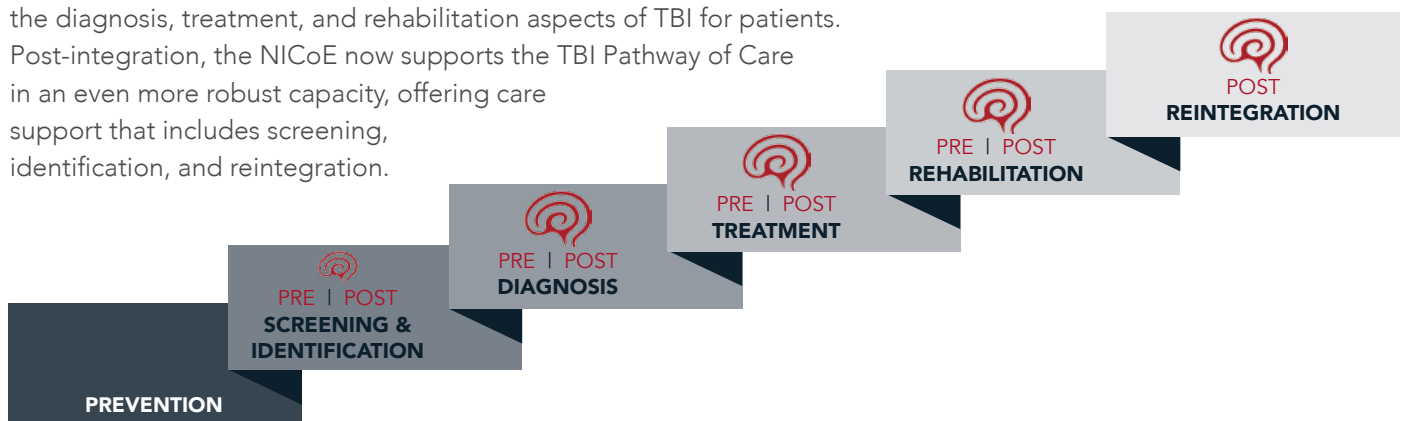 the diagnosis, treatment, and rehabilitation aspects of TBI for patients.
Post-integration, the NICoE now supports the TBI Pathway of Care
in an even more robust capacity, offering care
support that includes screening,
identification, and reintegration.
POST
REINTEGRATION
PRE | POST
REHABILITATION
PRE | POST
TREATMENT
PRE | POST
DIAGNOSIS
PRE | POST
SCREENING &
IDENTIFICATION
PREVENTION